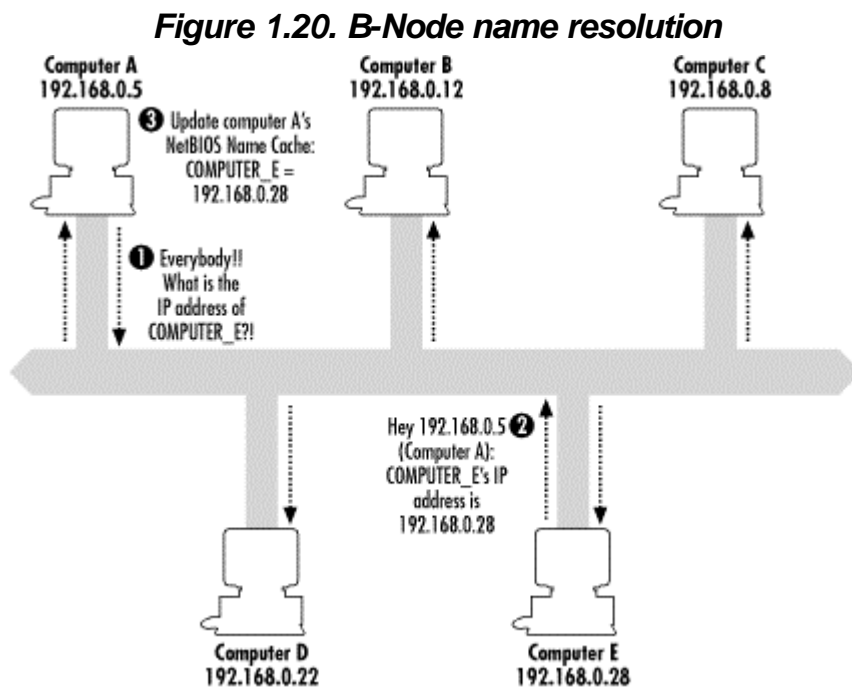 Figure 1.20. B-Node name resolution
Computer A
192.168.0.5
Computer B
192.168.0.12
Computer C
192.168.0.8
❸ Update computer A's
NetBIOS Name Cache:
COMPUTER_E =
192.168.0.28
❶ Everybody!!
What is the
IP address of
COMPUTER_E?!
Hey 192.168.0.5 ❷
(Computer A):
COMPUTER_E's IP
address is
192.168.0.28
Computer D
192.168.0.22
Computer E
192.168.0.28